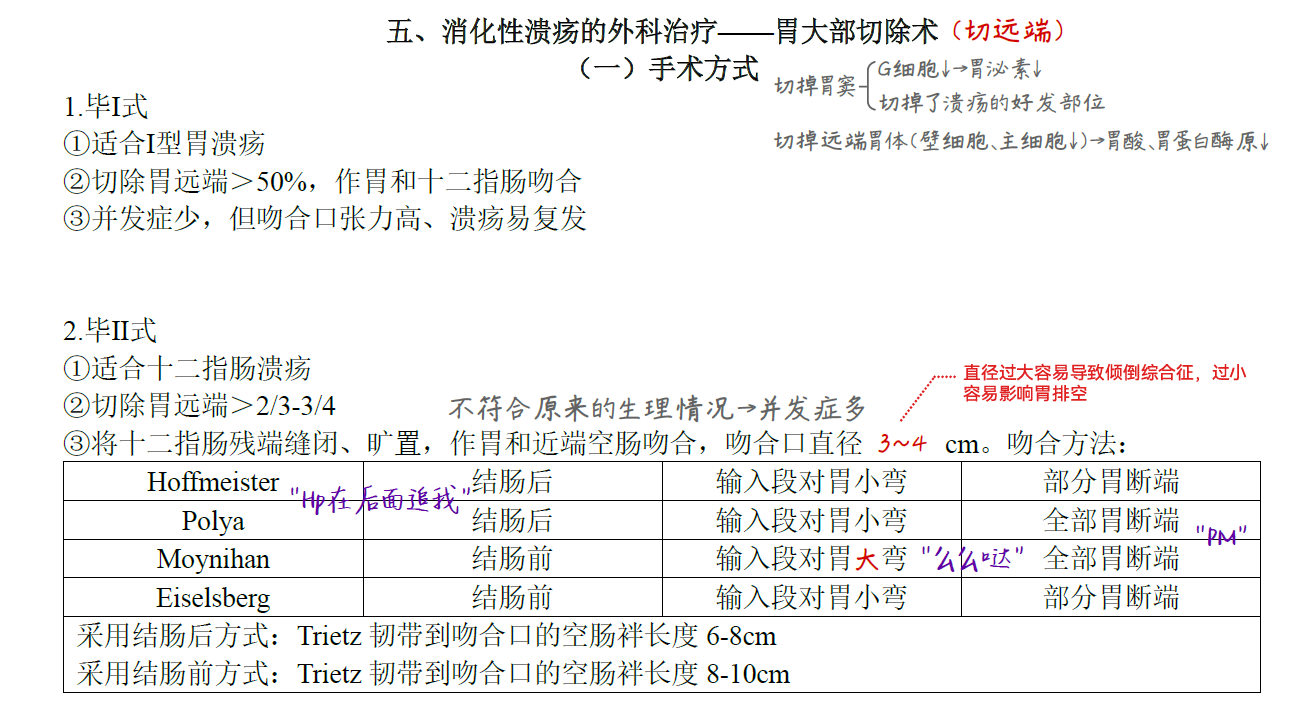 五、消化性溃疡的外科治疗——胃大部切除术（切远端）
（一）手术方式
切掉胃窦
G细胞↓→胃泌素↓
切掉了溃疡的好发部位
切掉远端胃体（壁细胞、主细胞↓）→胃酸、胃蛋白酶原↓
1.毕I式
①适合I型胃溃疡
②切除胃远端＞50%，作胃和十二指肠吻合
③并发症少，但吻合口张力高、溃疡易复发
2.毕II式
①适合十二指肠溃疡
②切除胃远端＞2/3-3/4
不符合原来的生理情况→并发症多
直径过大容易导致倾倒综合征，过小
容易影响胃排空
③将十二指肠残端缝闭、旷置，作胃和近端空肠吻合，吻合口直径 3～4 cm。吻合方法：
Hoffmeister 结肠后 输入段对胃小弯 部分胃断端
"Hp在后面追我"
Polya 结肠后 输入段对胃小弯 全部胃断端
"PM"
Moynihan 结肠前 输入段对胃大弯 "么么哒" 全部胃断端
Eiselsberg 结肠前 输入段对胃小弯 部分胃断端
采用结肠后方式：Trietz 韧带到吻合口的空肠袢长度 6-8cm
采用结肠前方式：Trietz 韧带到吻合口的空肠袢长度 8-10cm